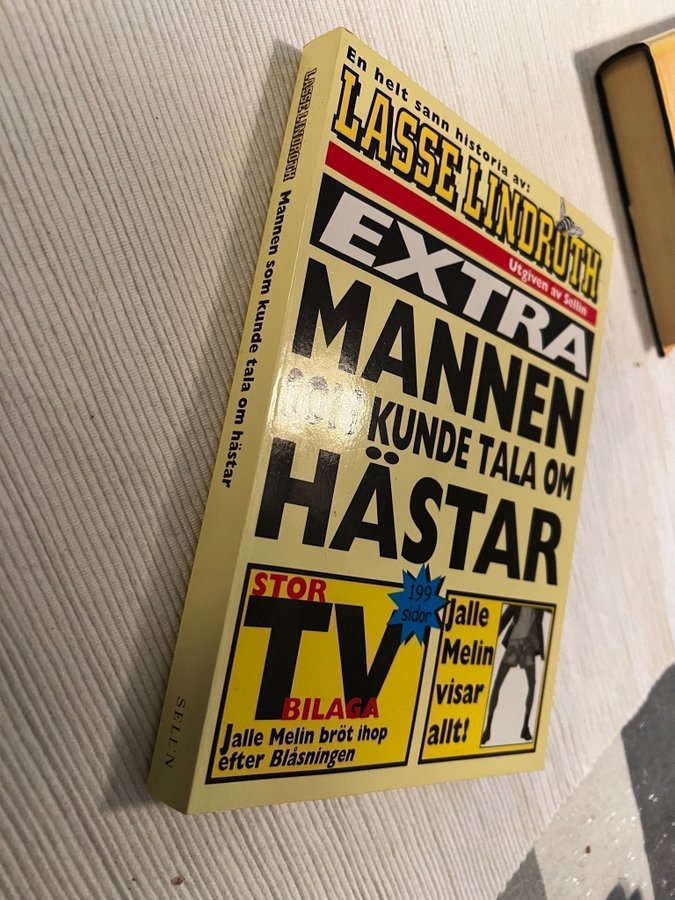 En helt sann historia av:
LASSE LINDROTH
Utgiven av Sellin
EXTRA
MANNEN
SOM KUNDE TALA OM
HÄSTAR
STOR
TV
BILAGA
Jalle Melin bröt ihop
efter Blåsningen
199
sidor
Jalle
Melin
visar
allt!
LASSE LINDROTH Mannen som kunde tala om hästar
SELLIN